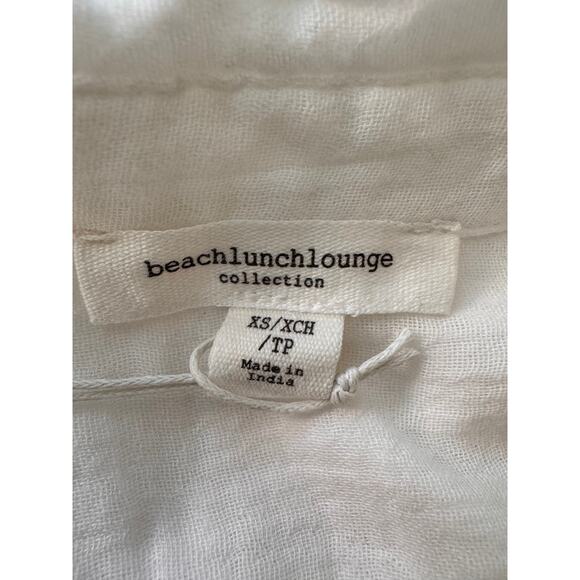 beachlunchlounge
collection
XS/XCH
/TP
Made in
India